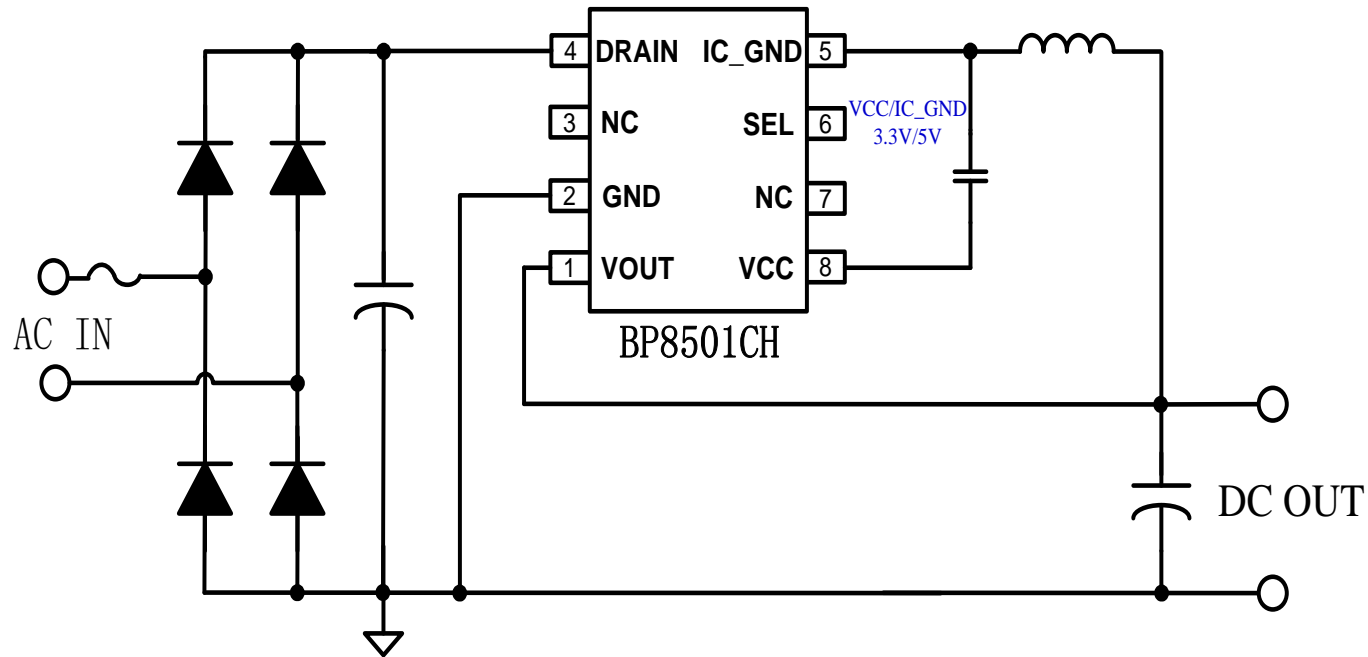 4 DRAIN IC_GND 5
3 NC SEL 6
VCC/IC_GND
3.3V/5V
2 GND NC 7
1 VOUT VCC 8
BP8501CH
AC IN
DC OUT